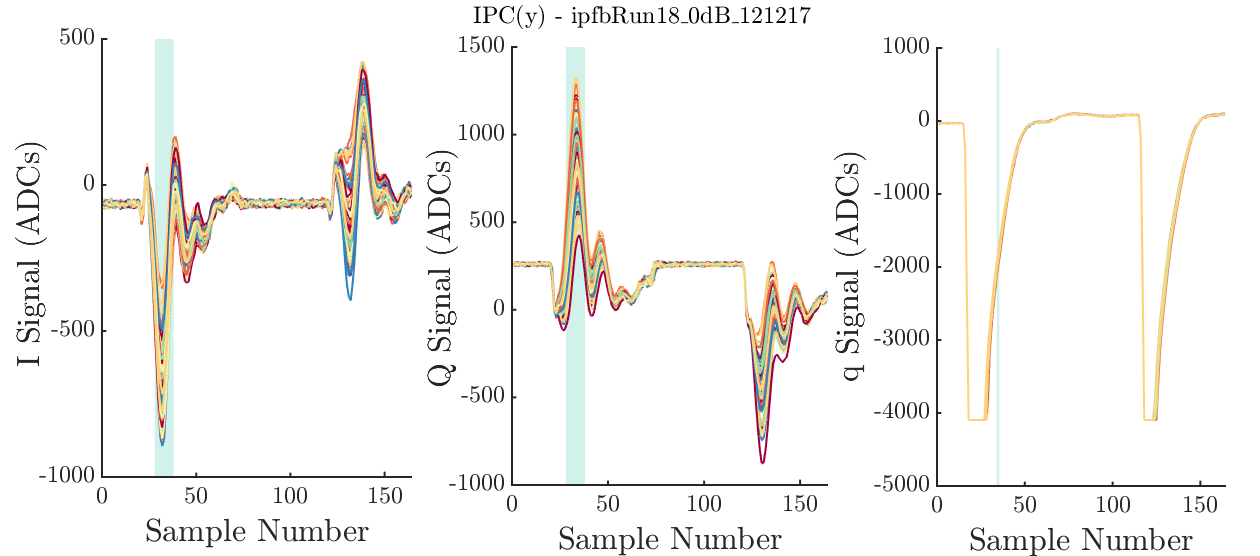 IPC(y) - ipfbRun18_0dB_121217
500
0
-500
-1000
I Signal (ADCs)
0 50 100 150
Sample Number
1500
1000
500
0
-500
-1000
Q Signal (ADCs)
0 50 100 150
Sample Number
1000
0
-1000
-2000
-3000
-4000
-5000
q Signal (ADCs)
0 50 100 150
Sample Number